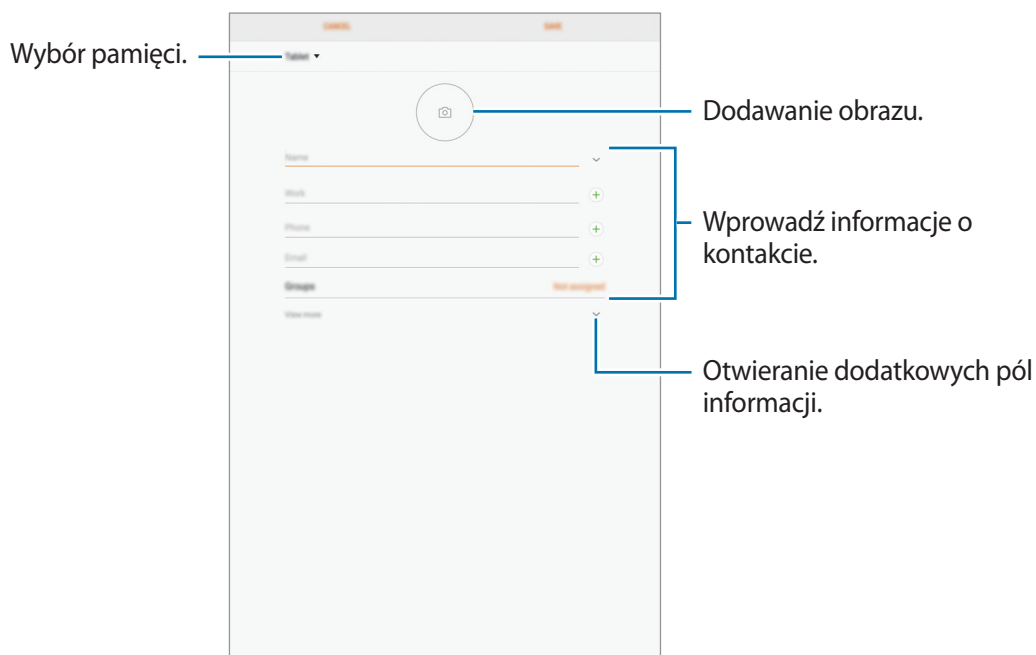 CANCEL SAVE
Wybór pamięci.
Tablet
Dodawanie obrazu.
Name
Work
Wprowadź informacje o
kontakcie.
Phone
Email
Groups Not assigned
View more
Otwieranie dodatkowych pól
informacji.